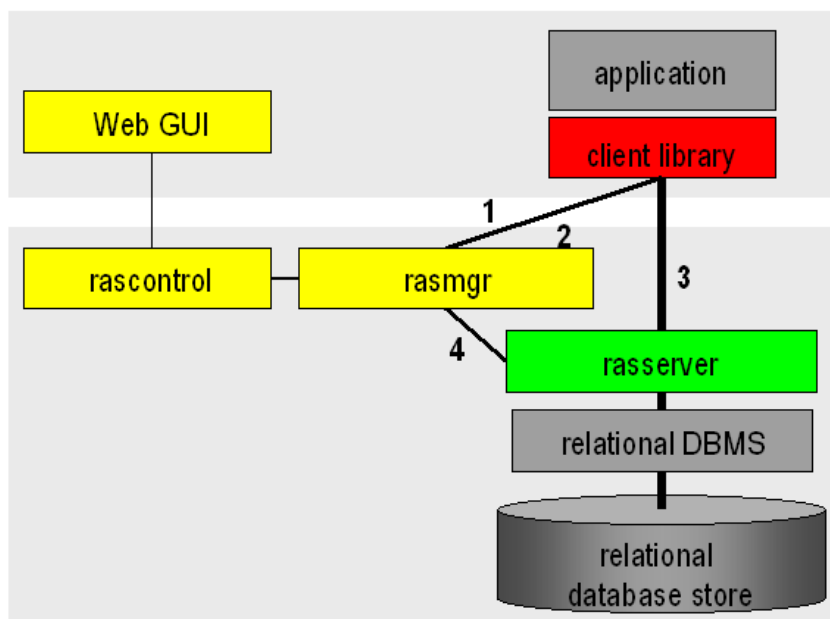 application
Web GUI
client library
1
2
rascontrol
rasmgr
3
4
rasserver
relational DBMS
relational
database store